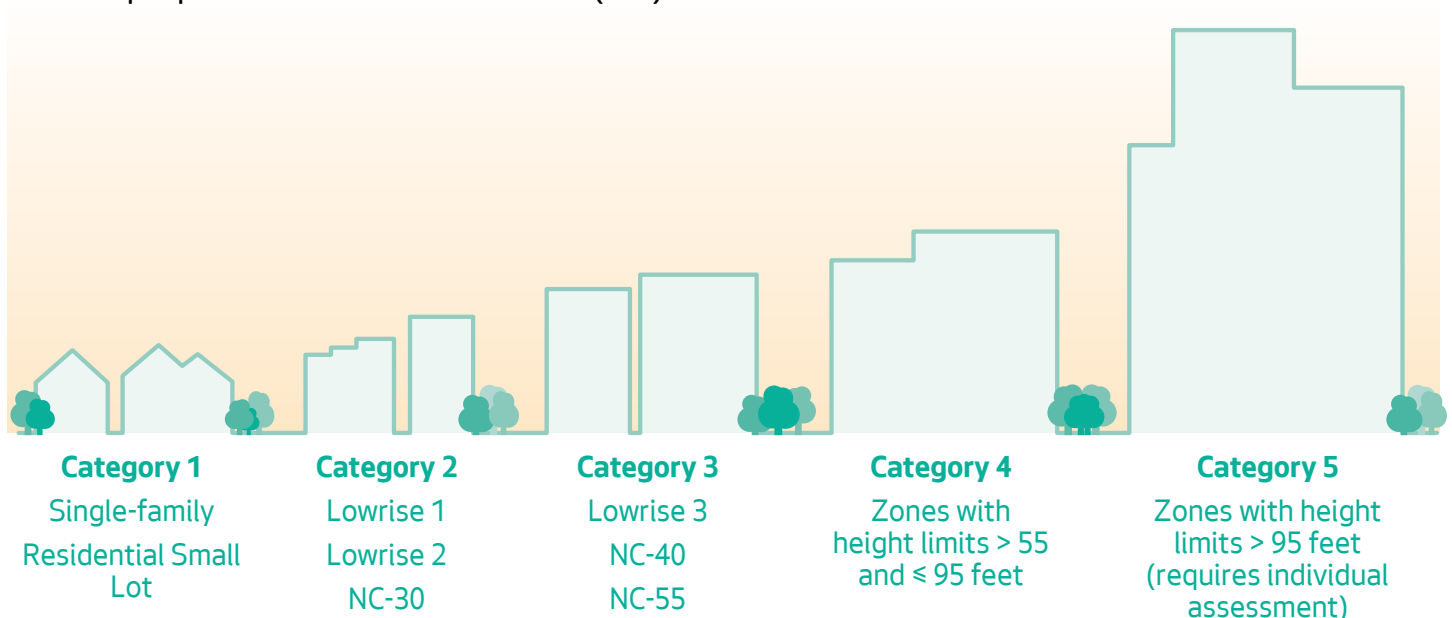 Category 1
Single-family
Residential Small
Lot
Category 2
Lowrise 1
Lowrise 2
NC-30
Category 3
Lowrise 3
NC-40
NC-55
Category 4
Zones with
height limits > 55
and ≤ 95 feet
Category 5
Zones with height
limits > 95 feet
(requires individual
assessment)